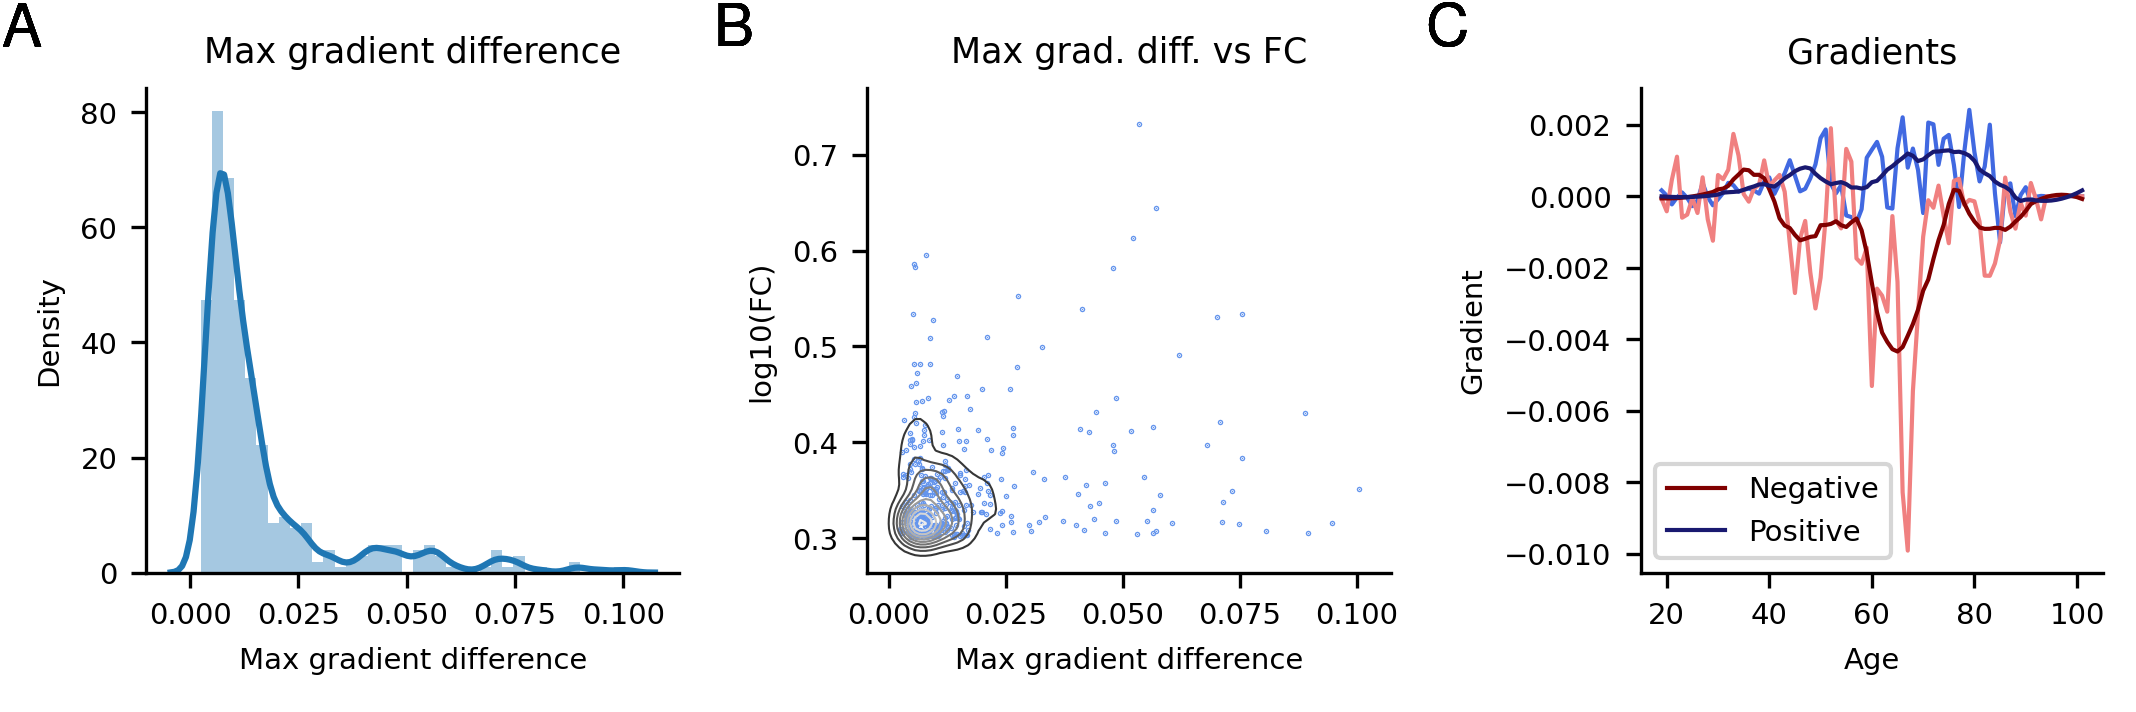 A
Max gradient difference
80
60
40
20
0
Density
0.000 0.025 0.050 0.075 0.100
Max gradient difference
B
Max grad. diff. vs FC
0.7
0.6
0.5
0.4
0.3
log10(FC)
0.000 0.025 0.050 0.075 0.100
Max gradient difference
C
Gradients
0.002
0.000
−0.002
−0.004
−0.006
−0.008
−0.010
Gradient
Negative
Positive
20 40 60 80 100
Age